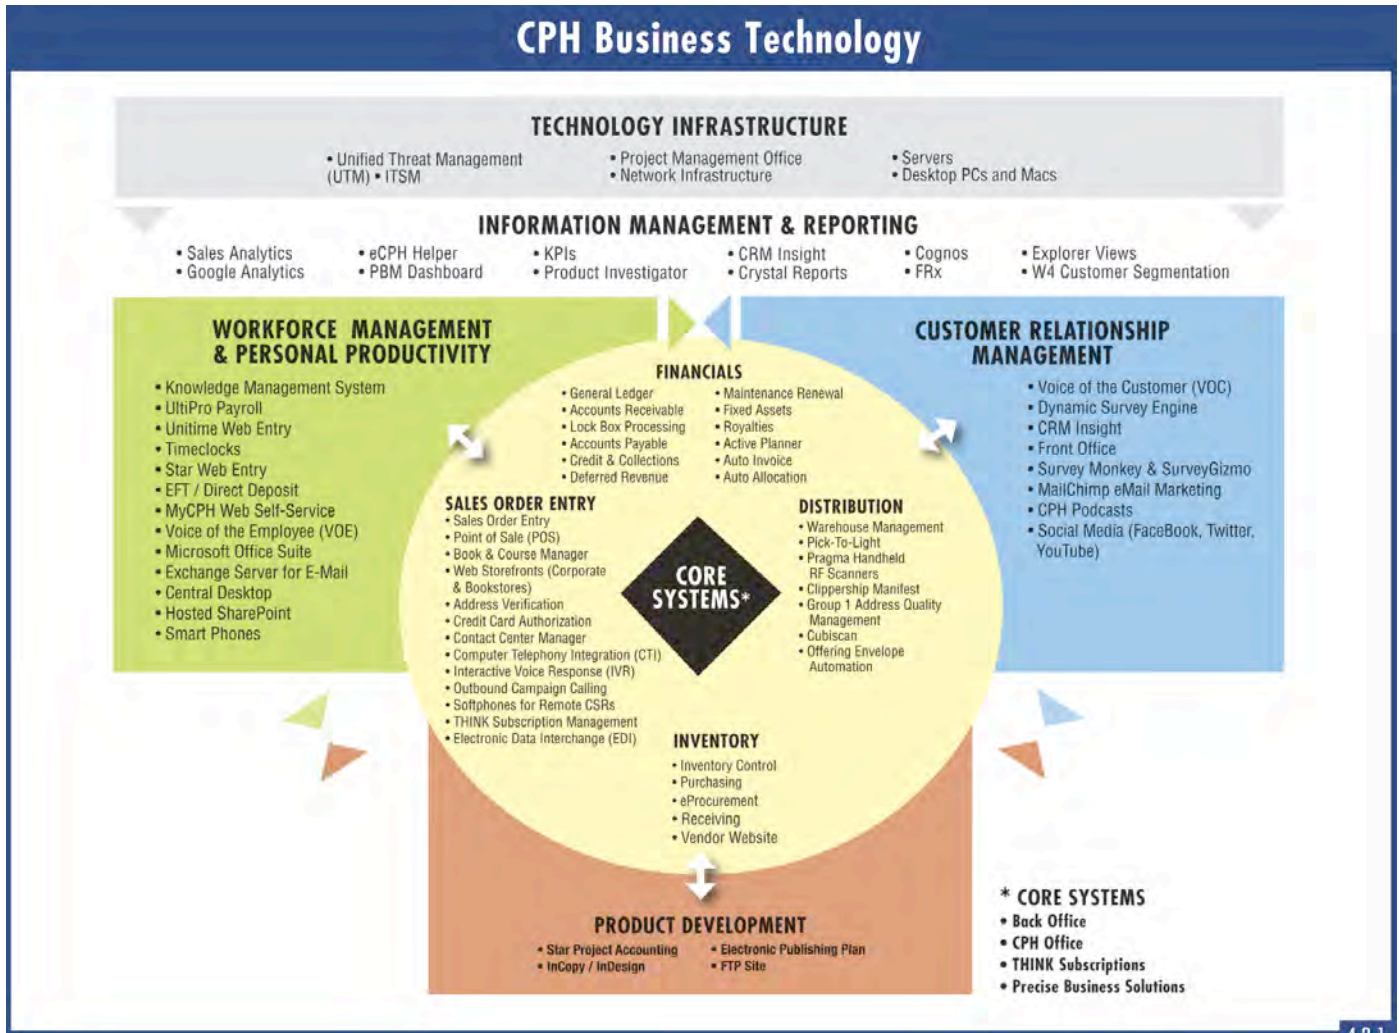 CPH Business Technology
TECHNOLOGY INFRASTRUCTURE
• Unified Threat Management
(UTM) • ITSM
• Project Management Office
• Network Infrastructure
• Servers
• Desktop PCs and Macs
INFORMATION MANAGEMENT & REPORTING
• Sales Analytics
• Google Analytics
• eCPH Helper
• PBM Dashboard
• KPIs
• Product Investigator
• CRM Insight
• Crystal Reports
• Cognos
• FRx
• Explorer Views
• W4 Customer Segmentation
WORKFORCE MANAGEMENT
& PERSONAL PRODUCTIVITY
• Knowledge Management System
• UltiPro Payroll
• Unitime Web Entry
• Timeclocks
• Star Web Entry
• EFT / Direct Deposit
• MyCPH Web Self-Service
• Voice of the Employee (VOE)
• Microsoft Office Suite
• Exchange Server for E-Mail
• Central Desktop
• Hosted SharePoint
• Smart Phones
CUSTOMER RELATIONSHIP
MANAGEMENT
• Voice of the Customer (VOC)
• Dynamic Survey Engine
• CRM Insight
• Front Office
• Survey Monkey & SurveyGizmo
• MailChimp eMail Marketing
• CPH Podcasts
• Social Media (FaceBook, Twitter,
YouTube)
FINANCIALS
• General Ledger
• Accounts Receivable
• Lock Box Processing
• Accounts Payable
• Credit & Collections
• Deferred Revenue
• Maintenance Renewal
• Fixed Assets
• Royalties
• Active Planner
• Auto Invoice
• Auto Allocation
SALES ORDER ENTRY
• Sales Order Entry
• Point of Sale (POS)
• Book & Course Manager
• Web Storefronts (Corporate
& Bookstores)
• Address Verification
• Credit Card Authorization
• Contact Center Manager
• Computer Telephony Integration (CTI)
• Interactive Voice Response (IVR)
• Outbound Campaign Calling
• Softphones for Remote CSRs
• THINK Subscription Management
• Electronic Data Interchange (EDI)
CORE
SYSTEMS*
DISTRIBUTION
• Warehouse Management
• Pick-To-Light
• Pragma Handheld
RF Scanners
• Clippership Manifest
• Group 1 Address Quality
Management
• Cubiscan
• Offering Envelope
Automation
INVENTORY
• Inventory Control
• Purchasing
• eProcurement
• Receiving
• Vendor Website
PRODUCT DEVELOPMENT
• Star Project Accounting
• InCopy / InDesign
• Electronic Publishing Plan
• FTP Site
* CORE SYSTEMS
• Back Office
• CPH Office
• THINK Subscriptions
• Precise Business Solutions